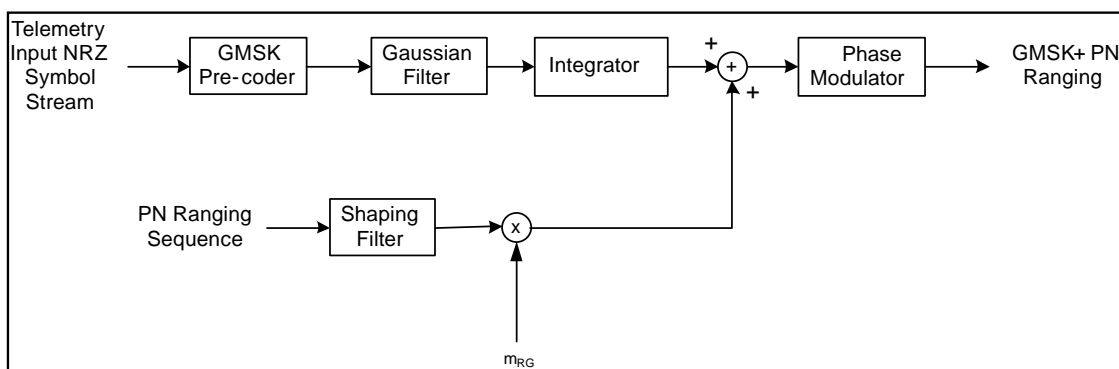 Telemetry
Input NRZ
Symbol
Stream
GMSK
Pre-coder
Gaussian
Filter
Integrator
+
+
+
Phase
Modulator
GMSK+ PN
Ranging
PN Ranging
Sequence
Shaping
Filter
x
mRG